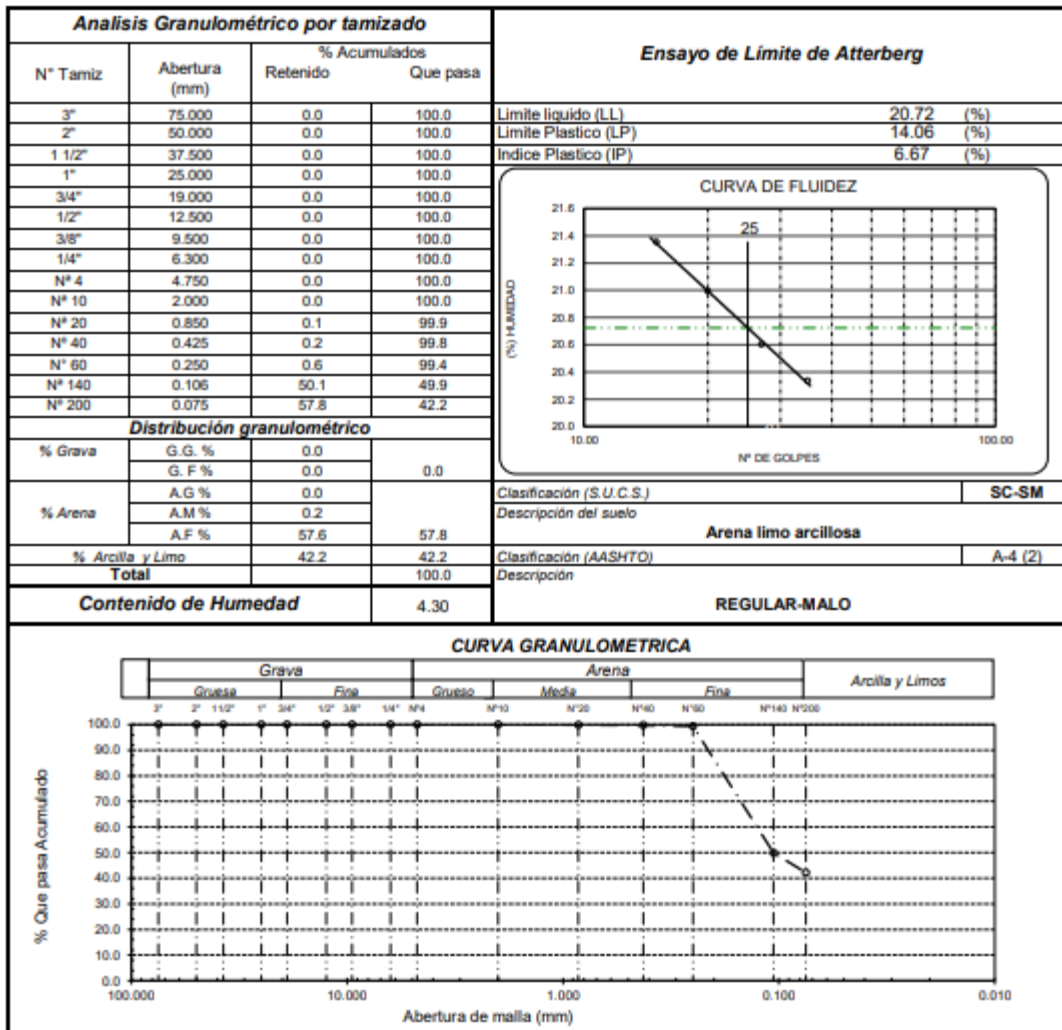 Analisis Granulométrico por tamizado
N° Tamiz Abertura (mm) % Acumulados Retenido Que pasa
3" 75.000 0.0 100.0
2" 50.000 0.0 100.0
1 1/2" 37.500 0.0 100.0
1" 25.000 0.0 100.0
3/4" 19.000 0.0 100.0
1/2" 12.500 0.0 100.0
3/8" 9.500 0.0 100.0
1/4" 6.300 0.0 100.0
Nª 4 4.750 0.0 100.0
Nª 10 2.000 0.0 100.0
Nª 20 0.850 0.1 99.9
Nª 40 0.425 0.2 99.8
N° 60 0.250 0.6 99.4
Nª 140 0.106 50.1 49.9
Nª 200 0.075 57.8 42.2
Distribución granulométrico
% Grava G.G. % 0.0
G. F % 0.0 0.0
A.G % 0.0
% Arena A.M % 0.2
A.F % 57.6 57.8
% Arcilla y Limo 42.2 42.2
Total 100.0
Contenido de Humedad 4.30
Ensayo de Límite de Atterberg
Limite liquido (LL) 20.72 (%)
Limite Plastico (LP) 14.06 (%)
Indice Plastico (IP) 6.67 (%)
CURVA DE FLUIDEZ
(%) HUMEDAD
21.6
21.4
21.2
21.0
20.8
20.6
20.4
20.2
20.0
25
10.00 100.00
Nº DE GOLPES
Clasificación (S.U.C.S.) SC-SM
Descripción del suelo
Arena limo arcillosa
Clasificación (AASHTO) A-4 (2)
Descripción
REGULAR-MALO
CURVA GRANULOMETRICA
Grava Arena Arcilla y Limos
Gruesa Fina Grueso Media Fina
3" 2" 11/2" 1" 3/4" 1/2" 3/8" 1/4" N°4 N°10 N°20 N°40 N°60 N°140 N°200
% Que pasa Acumulado
100.0
90.0
80.0
70.0
60.0
50.0
40.0
30.0
20.0
10.0
0.0
100.000 10.000 1.000 0.100 0.010
Abertura de malla (mm)